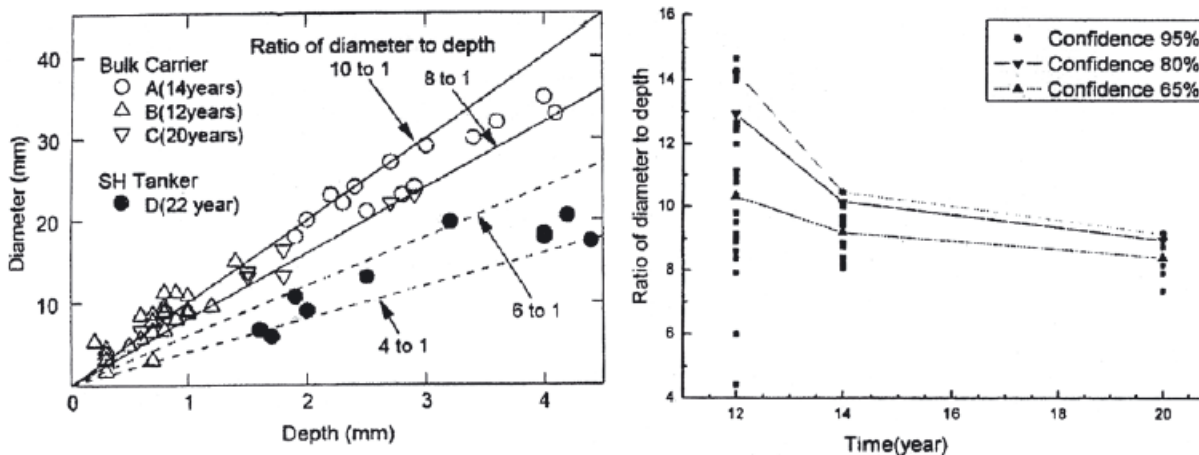 40
30
20
10
0
1
2
3
4
Diameter (mm)
Depth (mm)
Ratio of diameter to depth
10 to 1
8 to 1
6 to 1
4 to 1
Bulk Carrier
A(14years)
B(12years)
C(20years)
SH Tanker
D(22 year)
16
14
12
10
8
6
4
12
14
16
18
20
Ratio of diameter to depth
Time(year)
Confidence 95%
Confidence 80%
Confidence 65%